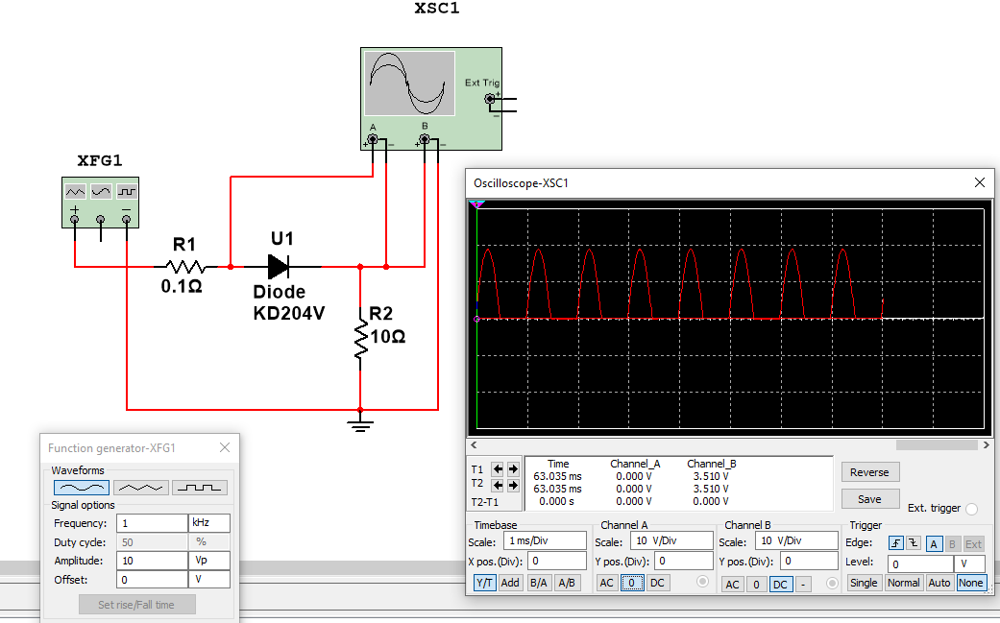 XSC1
Ext Trig
+
−
A
B
+ − + −
XFG1
+ −
R1
0.1Ω
U1
Diode
KD204V
R2
10Ω
Oscilloscope-XSC1
T1
T2
T2-T1
Time Channel_A Channel_B
63.035 ms 0.000 V 3.510 V
63.035 ms 0.000 V 3.510 V
0.000 s 0.000 V 0.000 V
Reverse
Save
Ext. trigger
Timebase
Scale: 1 ms/Div
X pos.(Div): 0
Y/T Add B/A A/B
Channel A
Scale: 10 V/Div
Y pos.(Div): 0
AC 0 DC
Channel B
Scale: 10 V/Div
Y pos.(Div): 0
AC 0 DC -
Trigger
Edge: A B Ext
Level: 0 V
Single Normal Auto None
Function generator-XFG1
Waveforms
Signal options
Frequency: 1 kHz
Duty cycle: 50 %
Amplitude: 10 Vp
Offset: 0 V
Set rise/Fall time